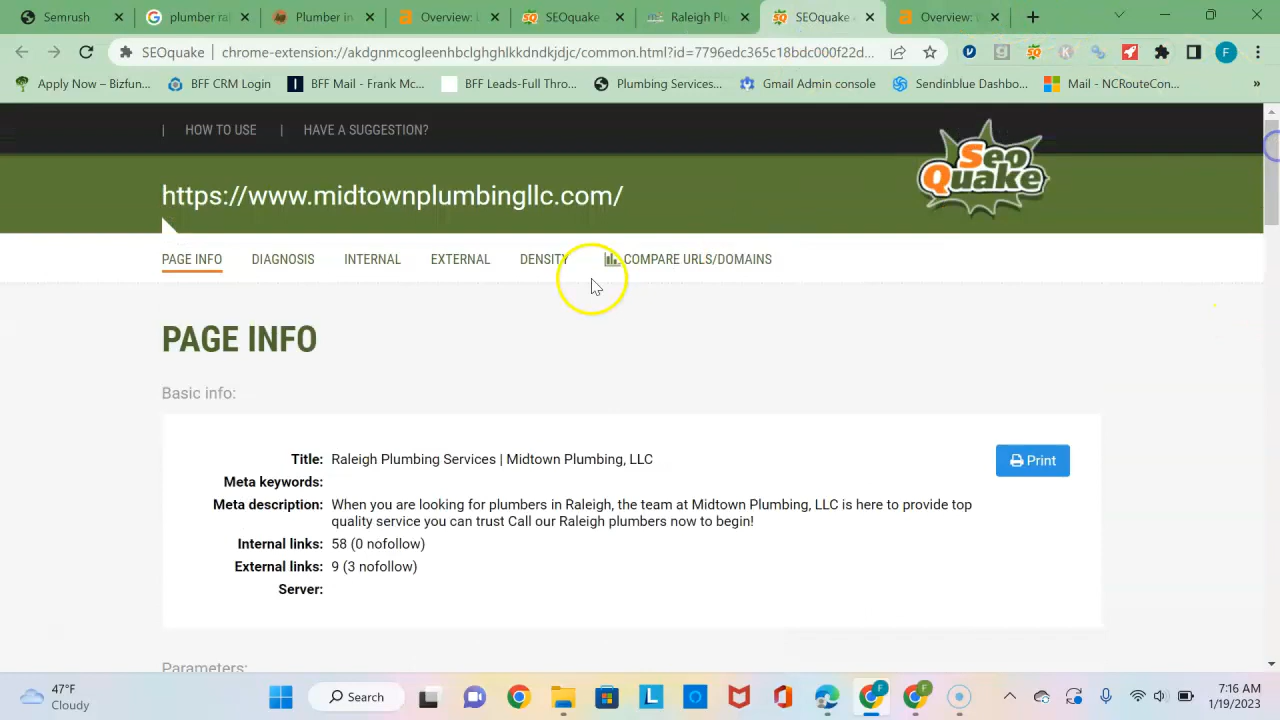 Semrush
plumber ral
Plumber in
Overview: L
SEOquake
Raleigh Plu
SEOquake
Overview:
SEOquake
chrome-extension://akdgnmcogleenhbclghghlkkdndkjdjc/common.html?id=7796edc365c18bdc000f22d...
F
Apply Now – Bizfun...
BFF CRM Login
BFF Mail - Frank Mc...
BFF Leads-Full Thro...
Plumbing Services...
Gmail Admin console
Sendinblue Dashbo...
Mail - NCRouteCon...
»
| HOW TO USE | HAVE A SUGGESTION?
Seo Quake
https://www.midtownplumbingllc.com/
PAGE INFO DIAGNOSIS INTERNAL EXTERNAL DENSITY COMPARE URLS/DOMAINS
PAGE INFO
Basic info:
Print
Title: Raleigh Plumbing Services | Midtown Plumbing, LLC
Meta keywords:
Meta description: When you are looking for plumbers in Raleigh, the team at Midtown Plumbing, LLC is here to provide top
quality service you can trust Call our Raleigh plumbers now to begin!
Internal links: 58 (0 nofollow)
External links: 9 (3 nofollow)
Server:
Parameters:
47°F
Cloudy
Search
7:16 AM
1/19/2023